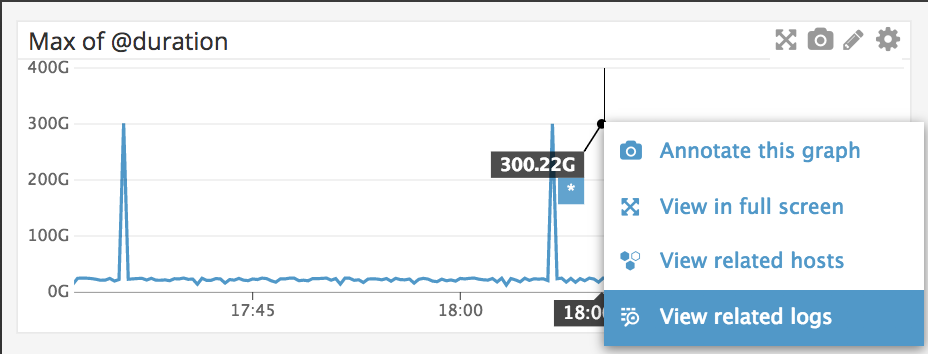 Max of @duration
400G
300G
200G
100G
0G
300.22G
*
17:45
18:00
18:0
Annotate this graph
View in full screen
View related hosts
View related logs